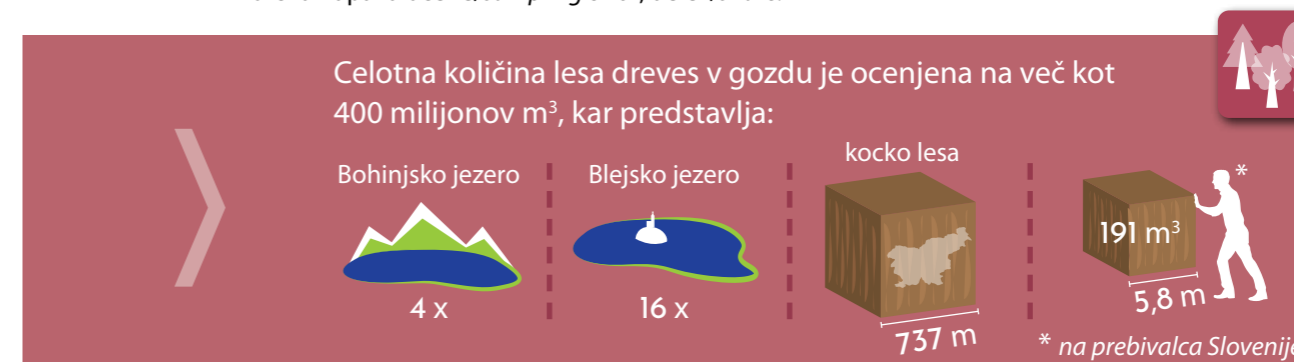 Celotna količina lesa dreves v gozdu je ocenjena na več kot
400 milijonov m³, kar predstavlja:
Bohinjsko jezero
4 x
Blejsko jezero
16 x
kocko lesa
737 m
*
191 m³
5,8 m
* na prebivalca Slovenije